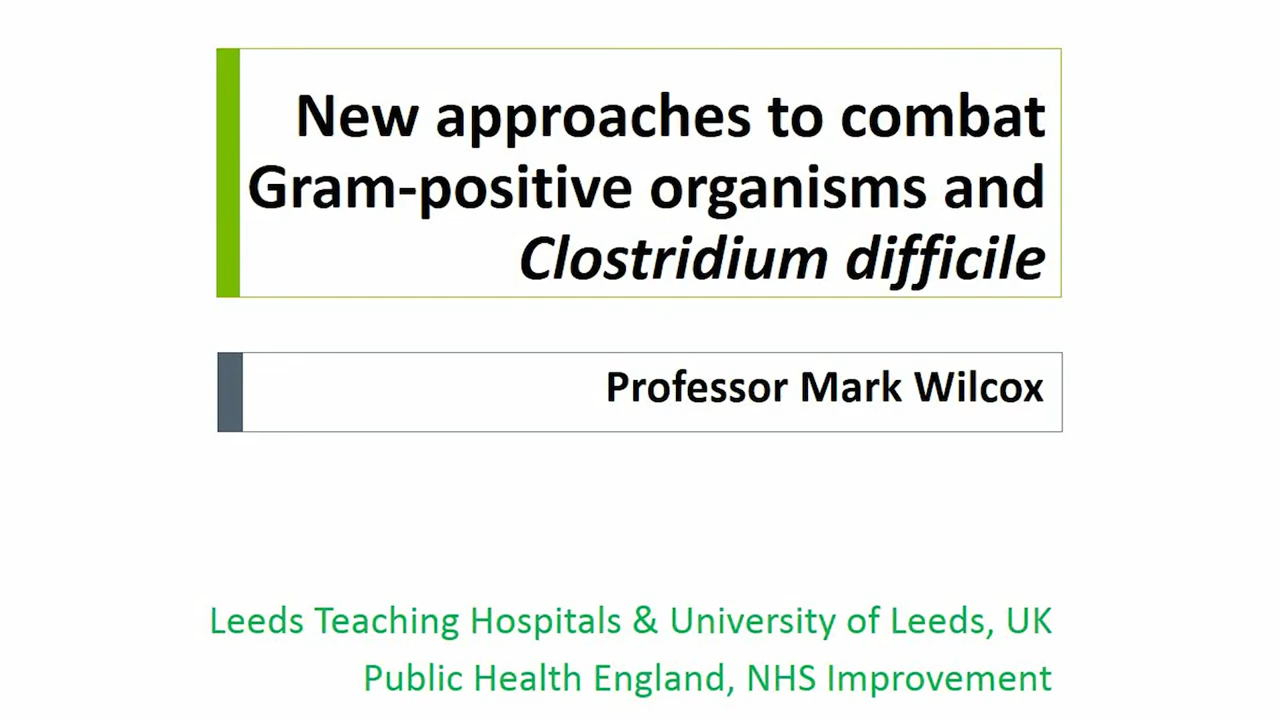 New approaches to combat
Gram-positive organisms and
Clostridium difficile
Professor Mark Wilcox
Leeds Teaching Hospitals & University of Leeds, UK
Public Health England, NHS Improvement